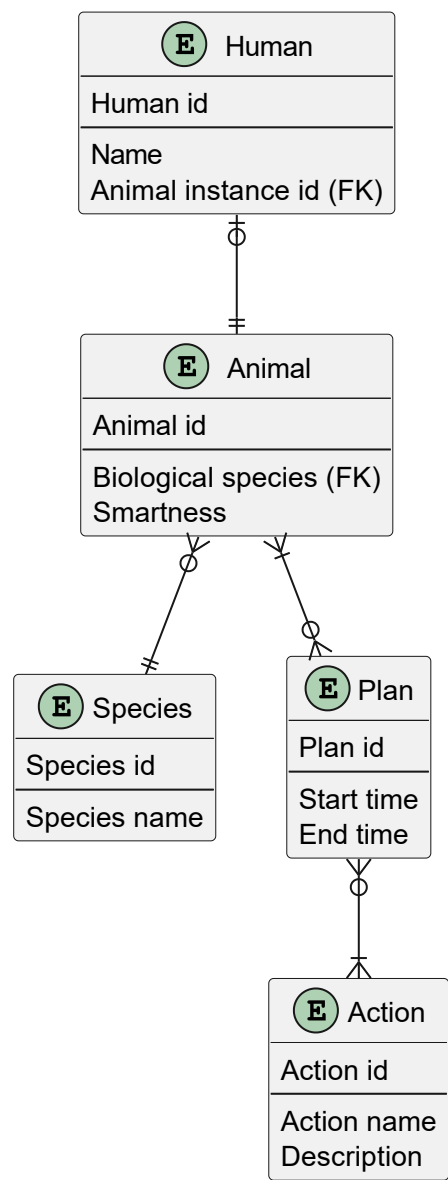 E Human
Human id
Name
Animal instance id (FK)
E Animal
Animal id
Biological species (FK)
Smartness
E Species
Species id
Species name
E Plan
Plan id
Start time
End time
E Action
Action id
Action name
Description